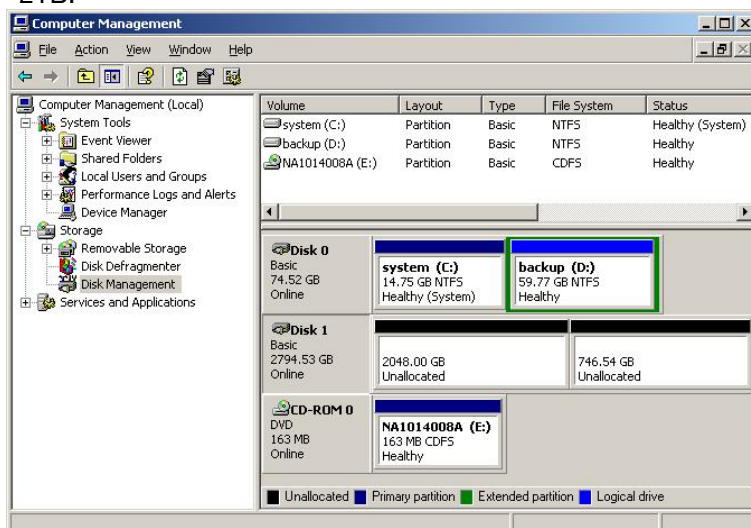 Computer Management
File Action View Window Help
Computer Management (Local)
System Tools
Event Viewer
Shared Folders
Local Users and Groups
Performance Logs and Alerts
Device Manager
Storage
Removable Storage
Disk Defragmenter
Disk Management
Services and Applications
Volume Layout Type File System Status
system (C:) Partition Basic NTFS Healthy (System)
backup (D:) Partition Basic NTFS Healthy
NA1014008A (E:) Partition Basic CDFS Healthy
Disk 0
Basic
74.52 GB
Online
system (C:)
14.75 GB NTFS
Healthy (System)
backup (D:)
59.77 GB NTFS
Healthy
Disk 1
Basic
2794.53 GB
Online
2048.00 GB
Unallocated
746.54 GB
Unallocated
CD-ROM 0
DVD
163 MB
Online
NA1014008A (E:)
163 MB CDFS
Healthy
Unallocated Primary partition Extended partition Logical drive